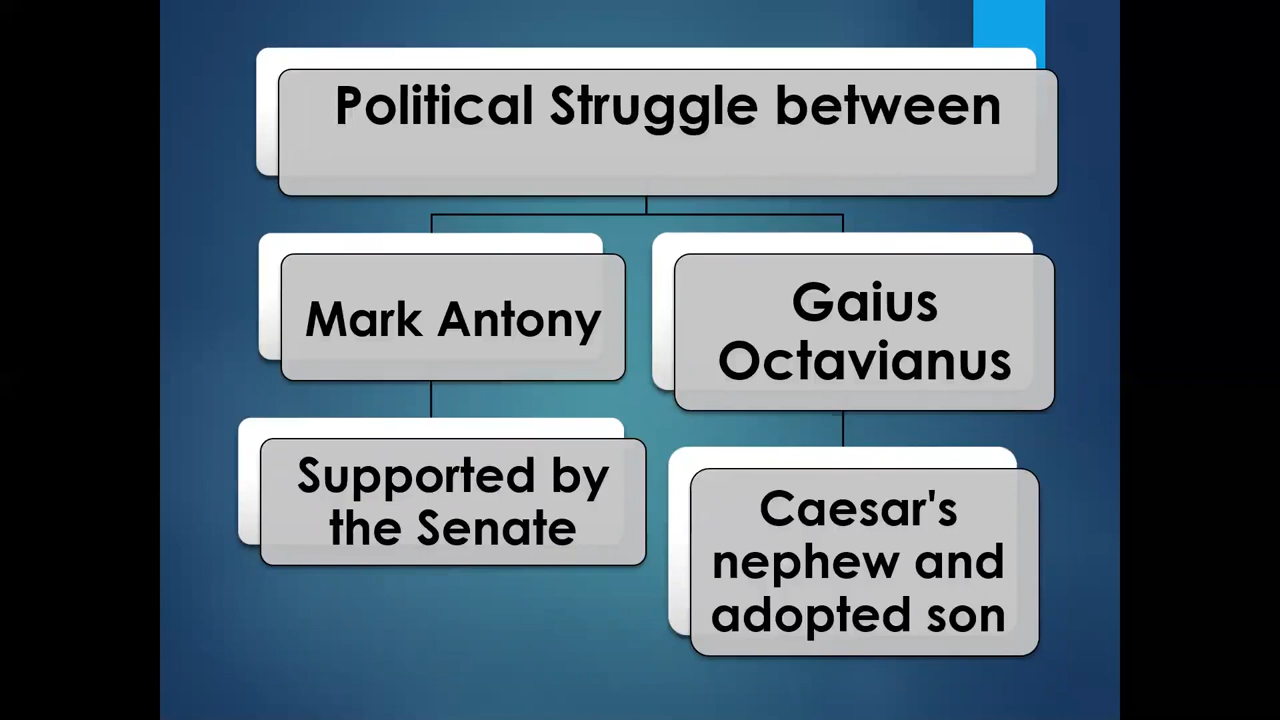 Political Struggle between
Mark Antony
Gaius
Octavianus
Supported by
the Senate
Caesar's
nephew and
adopted son